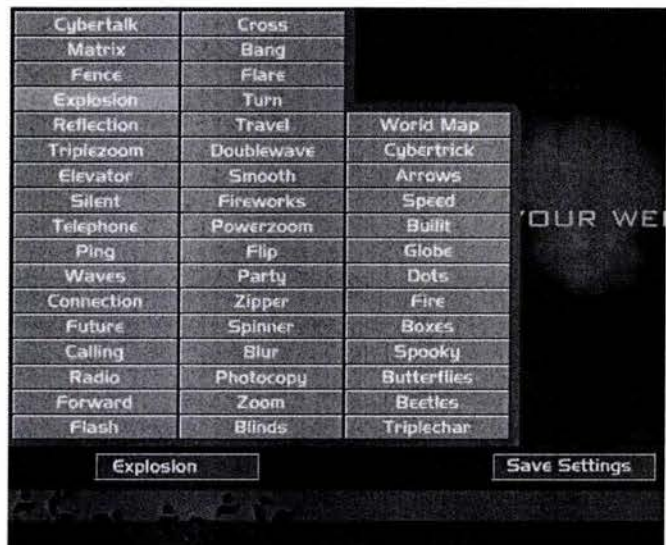 Cybertalk Cross
Matrix Bang
Fence Flare
Explosion Turn
Reflection Travel World Map
Triplezoom Doublewave Cybertrick
Elevator Smooth Arrows
Silent Fireworks Speed
Telephone Powerzoom Bullit
Ping Flip Globe
Waves Party Dots
Connection Zipper Fire
Future Spinner Boxes
Calling Blur Spooky
Radio Photocopy Butterflies
Forward Zoom Beetles
Flash Blinds Triplechar
YOUR WE
Explosion Save Settings